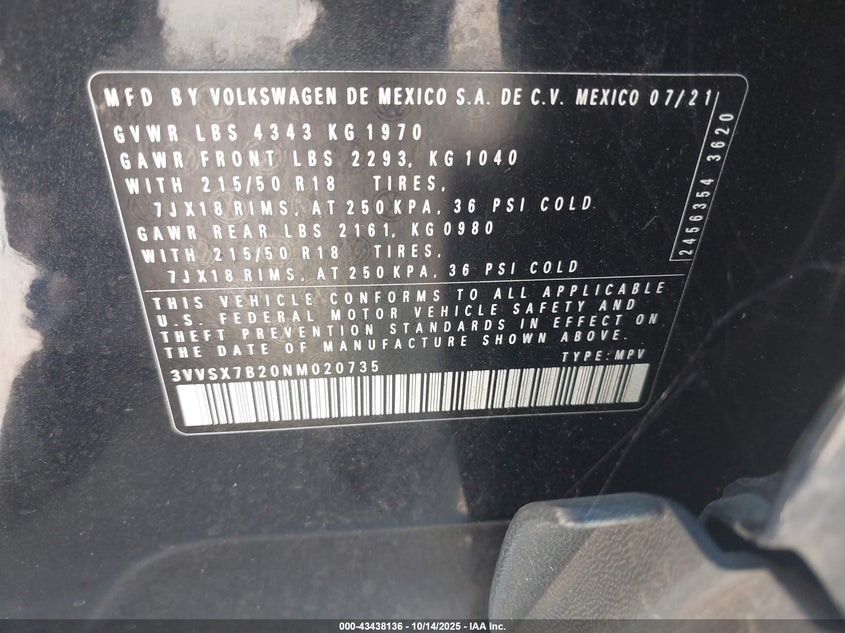 MFD BY VOLKSWAGEN DE MEXICO S.A. DE C.V. MEXICO 07/21
GVWR LBS 4343 KG 1970
GAWR FRONT LBS 2293, KG 1040
WITH 215/50 R18 TIRES,
7JX18 RIMS, AT 250 KPA, 36 PSI COLD
GAWR REAR LBS 2161, KG 0980
WITH 215/50 R18 TIRES,
7JX18 RIMS, AT 250 KPA, 36 PSI COLD
2456354 3620
THIS VEHICLE CONFORMS TO ALL APPLICABLE
U.S. FEDERAL MOTOR VEHICLE SAFETY AND
THEFT PREVENTION STANDARDS IN EFFECT ON
THE DATE OF MANUFACTURE SHOWN ABOVE.
TYPE: MPV
3VVSX7B20NM020735
000-43438136 - 10/14/2025 - IAA Inc.